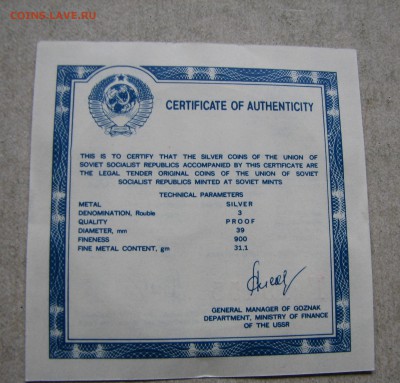 COINS.LAVE.RU
CERTIFICATE OF AUTHENTICITY
THIS IS TO CERTIFY THAT THE SILVER COINS OF THE UNION OF
SOVIET SOCIALIST REPUBLICS ACCOMPANIED BY THIS CERTIFICATE ARE
THE LEGAL TENDER ORIGINAL COINS OF THE UNION OF SOVIET
SOCIALIST REPUBLICS MINTED AT SOVIET MINTS
TECHNICAL PARAMETERS
METAL SILVER
DENOMINATION, Rouble 3
QUALITY PROOF
DIAMETER, mm 39
FINENESS 900
FINE METAL CONTENT, gm 31.1
GENERAL MANAGER OF GOZNAK
DEPARTMENT, MINISTRY OF FINANCE
OF THE USSR